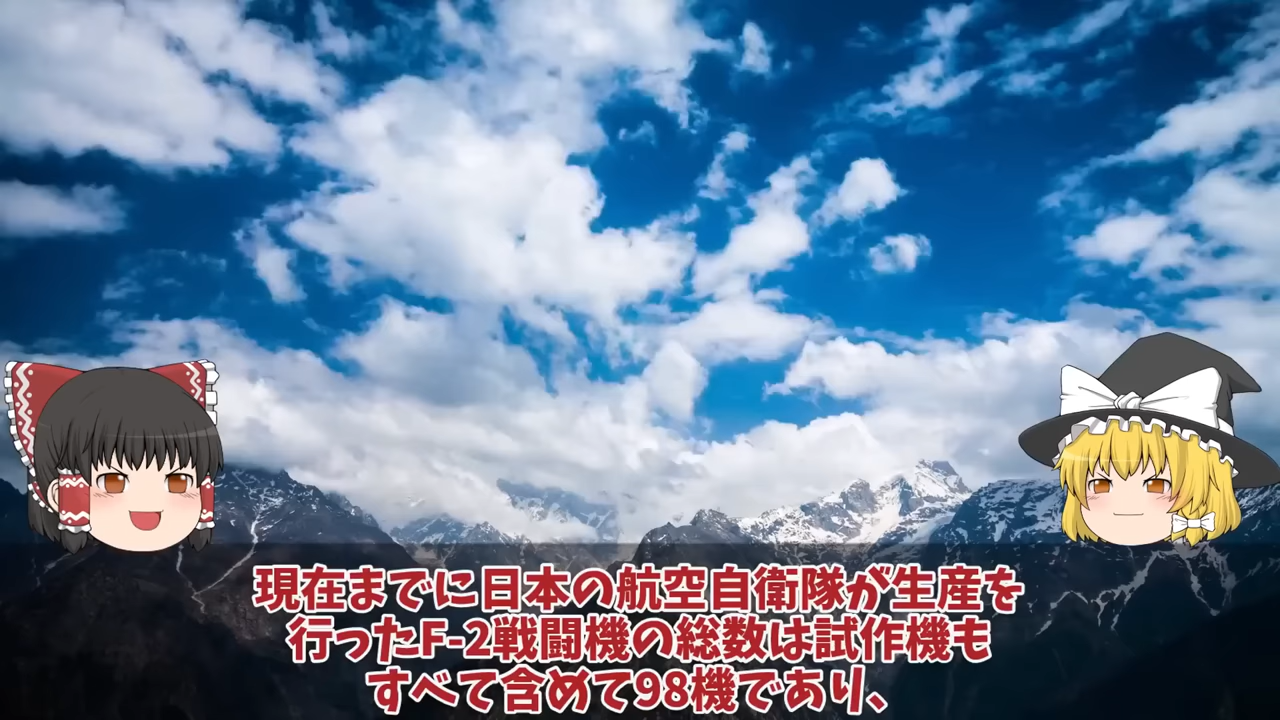 現在までに日本の航空自衛隊が生産を
行ったF-2戦闘機の総数は試作機も
すべて含めて98機であり、